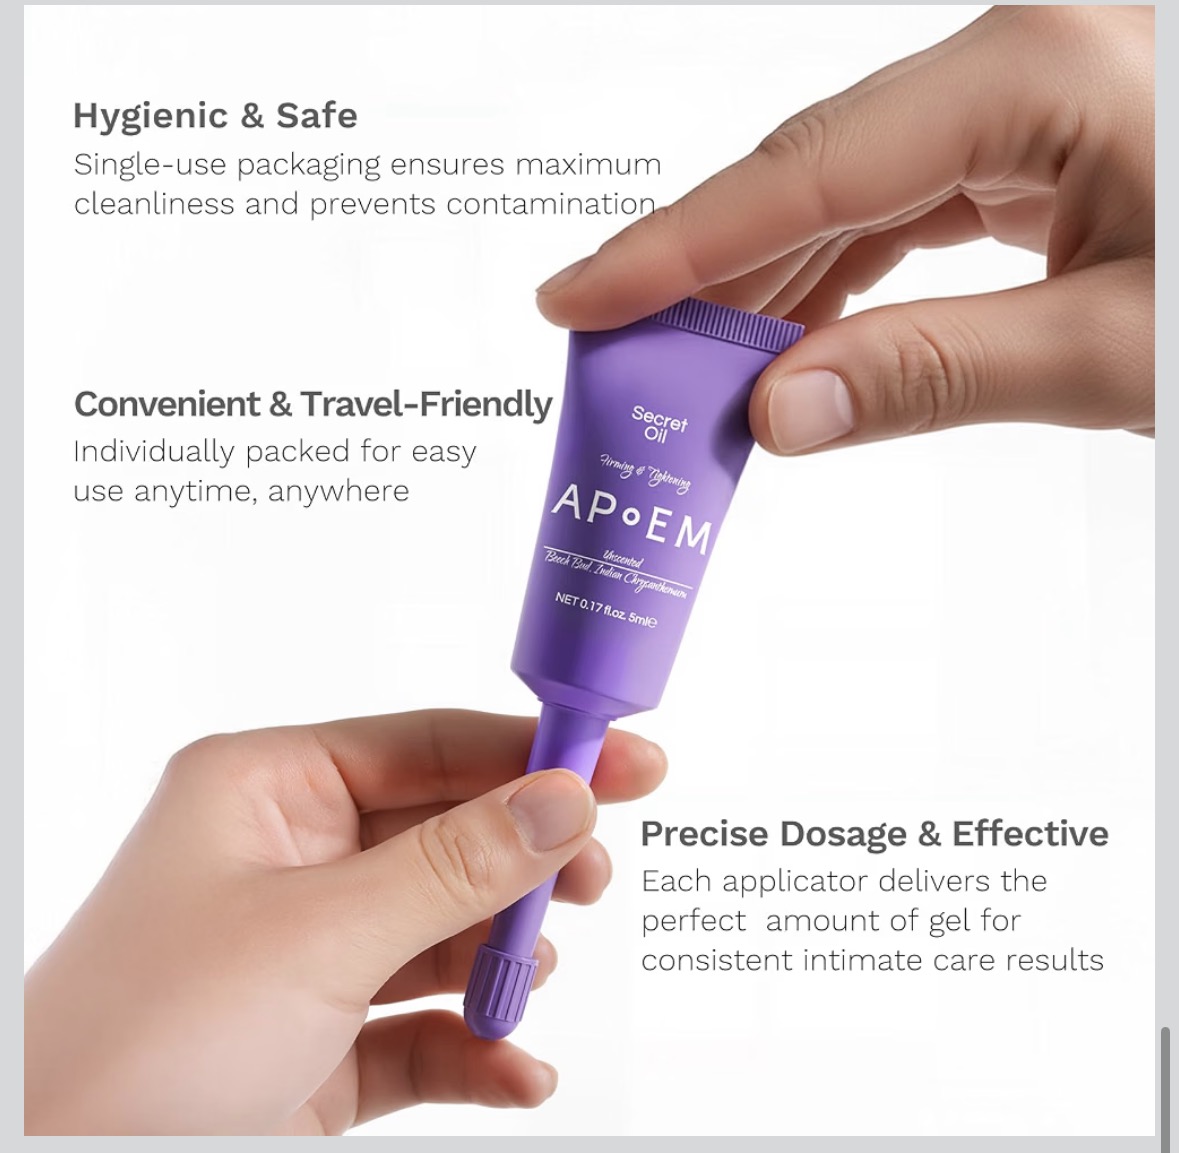 Hygienic & Safe
Single-use packaging ensures maximum
cleanliness and prevents contamination.
Convenient & Travel-Friendly
Individually packed for easy
use anytime, anywhere
Secret
Oil
Firming & Tightening
APoEM
Unscented
Beech Bud, Indian Chrysanthemum
NET 0.17 fl.oz. 5ml℮
Precise Dosage & Effective
Each applicator delivers the
perfect  amount of gel for
consistent intimate care results